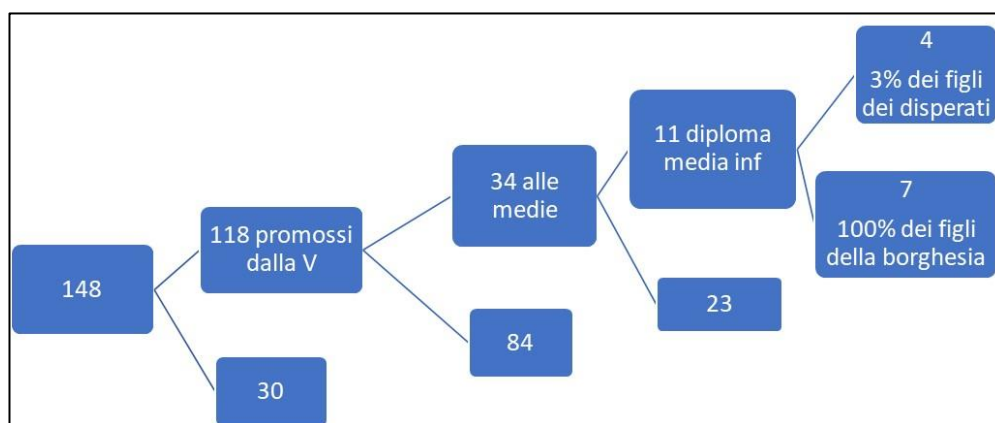 148
118 promossi
dalla V
30
34 alle
medie
84
11 diploma
media inf
23
4
3% dei figli
dei disperati
7
100% dei figli
della borghesia